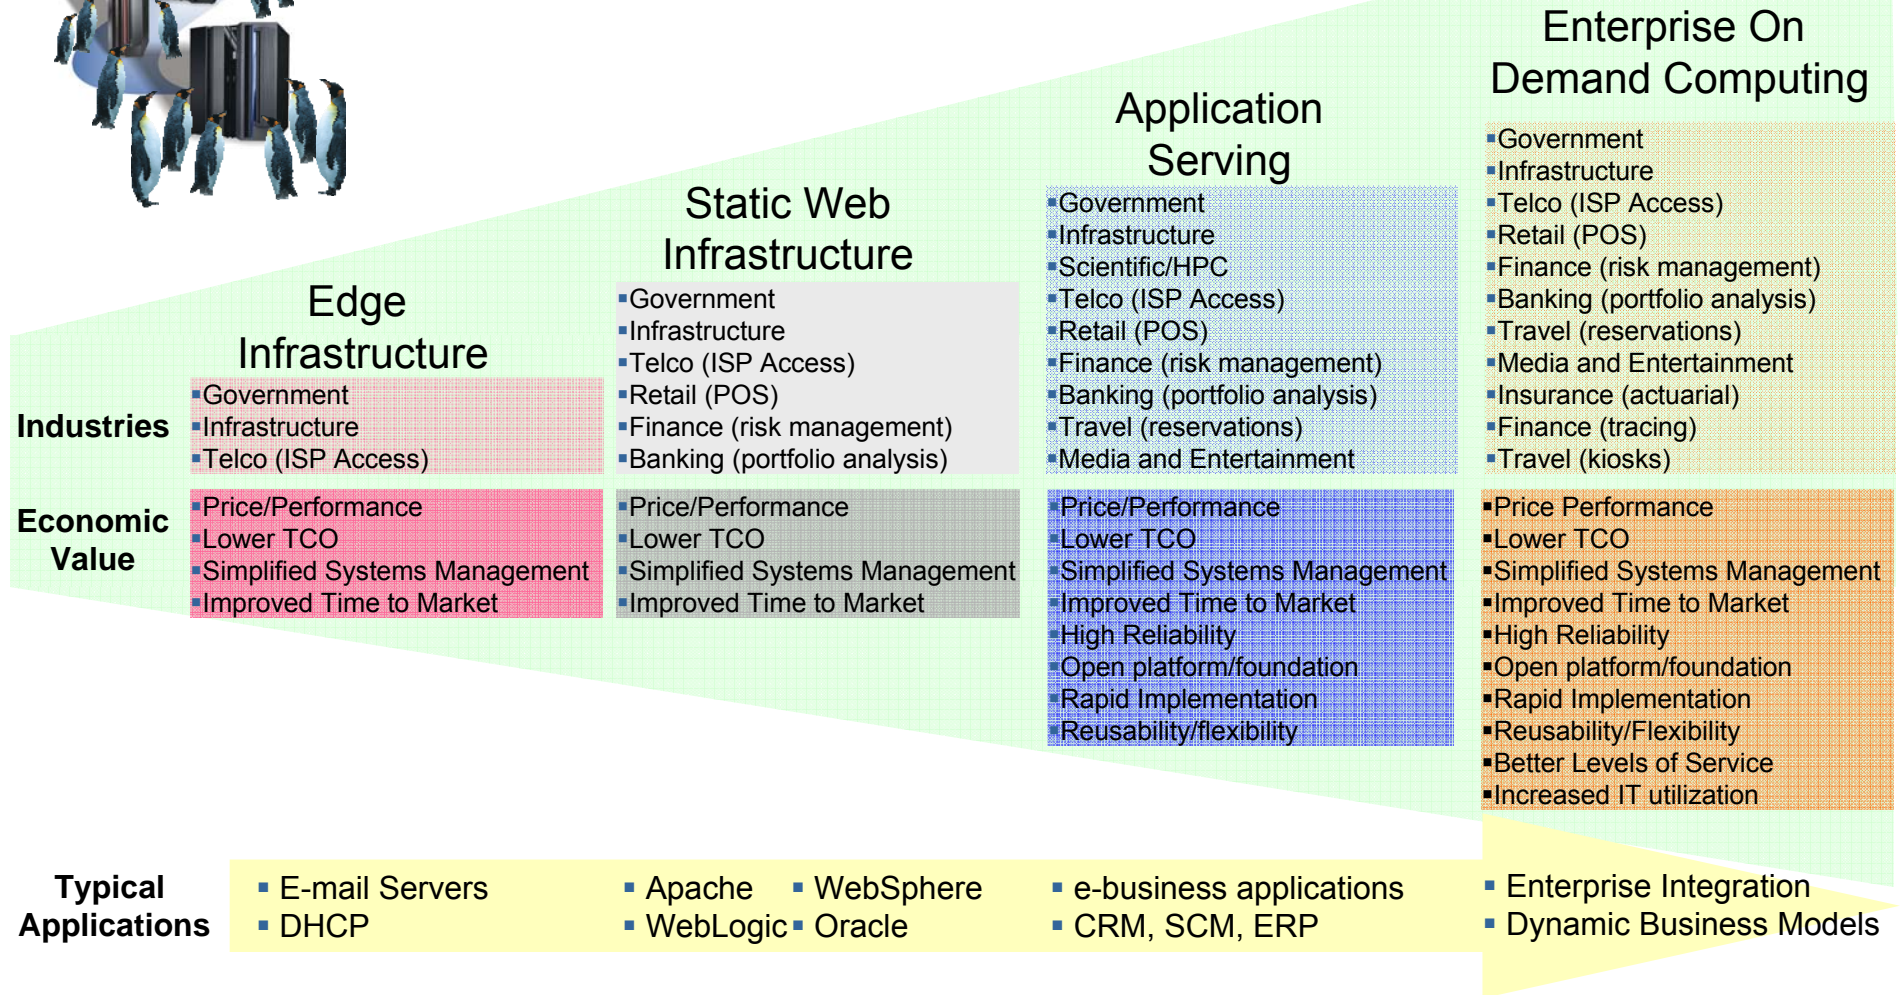 Enterprise On
Demand Computing
▪Government
▪Infrastructure
▪Telco (ISP Access)
▪Retail (POS)
▪Finance (risk management)
▪Banking (portfolio analysis)
▪Travel (reservations)
▪Media and Entertainment
▪Insurance (actuarial)
▪Finance (tracing)
▪Travel (kiosks)
Application
Serving
▪Government
▪Infrastructure
▪Scientific/HPC
▪Telco (ISP Access)
▪Retail (POS)
▪Finance (risk management)
▪Banking (portfolio analysis)
▪Travel (reservations)
▪Media and Entertainment
Static Web
Infrastructure
▪Government
▪Infrastructure
▪Telco (ISP Access)
▪Retail (POS)
▪Finance (risk management)
▪Banking (portfolio analysis)
Edge
Infrastructure
▪Government
▪Infrastructure
▪Telco (ISP Access)
Industries
Economic
Value
▪Price/Performance
▪Lower TCO
▪Simplified Systems Management
▪Improved Time to Market
▪Price/Performance
▪Lower TCO
▪Simplified Systems Management
▪Improved Time to Market
▪Price/Performance
▪Lower TCO
▪Simplified Systems Management
▪Improved Time to Market
▪High Reliability
▪Open platform/foundation
▪Rapid Implementation
▪Reusability/flexibility
▪Price Performance
▪Lower TCO
▪Simplified Systems Management
▪Improved Time to Market
▪High Reliability
▪Open platform/foundation
▪Rapid Implementation
▪Reusability/Flexibility
▪Better Levels of Service
▪Increased IT utilization
Typical
Applications
▪ E-mail Servers
▪ DHCP
▪ Apache ▪ WebSphere
▪ WebLogic ▪ Oracle
▪ e-business applications
▪ CRM, SCM, ERP
▪ Enterprise Integration
▪ Dynamic Business Models